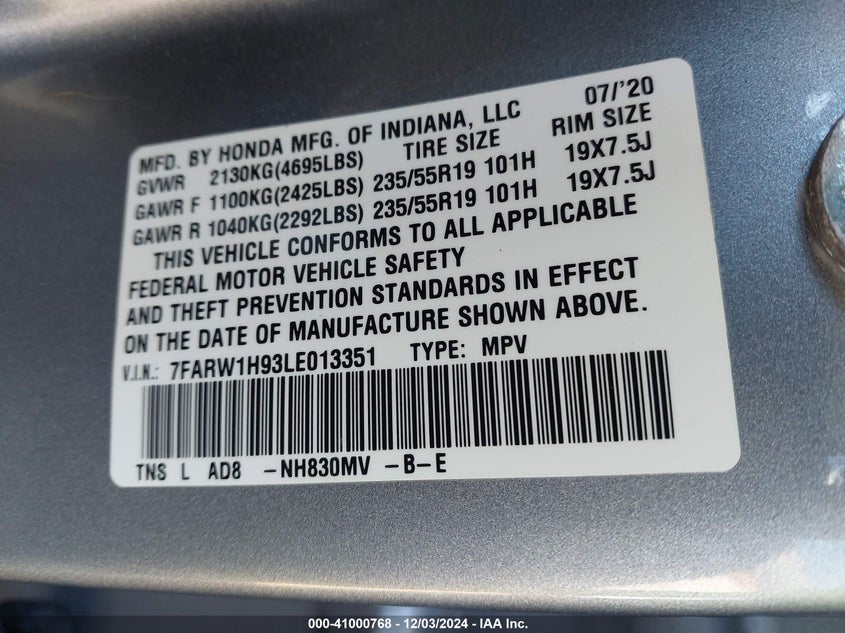 07/'20
MFD. BY HONDA MFG. OF INDIANA, LLC
GVWR 2130KG(4695LBS) TIRE SIZE RIM SIZE
GAWR F 1100KG(2425LBS) 235/55R19 101H 19X7.5J
GAWR R 1040KG(2292LBS) 235/55R19 101H 19X7.5J
THIS VEHICLE CONFORMS TO ALL APPLICABLE
FEDERAL MOTOR VEHICLE SAFETY
AND THEFT PREVENTION STANDARDS IN EFFECT
ON THE DATE OF MANUFACTURE SHOWN ABOVE.
V.I.N.: 7FARW1H93LE013351 TYPE: MPV
TNS L AD8 -NH830MV -B-E
000-41000768 - 12/03/2024 - IAA Inc.